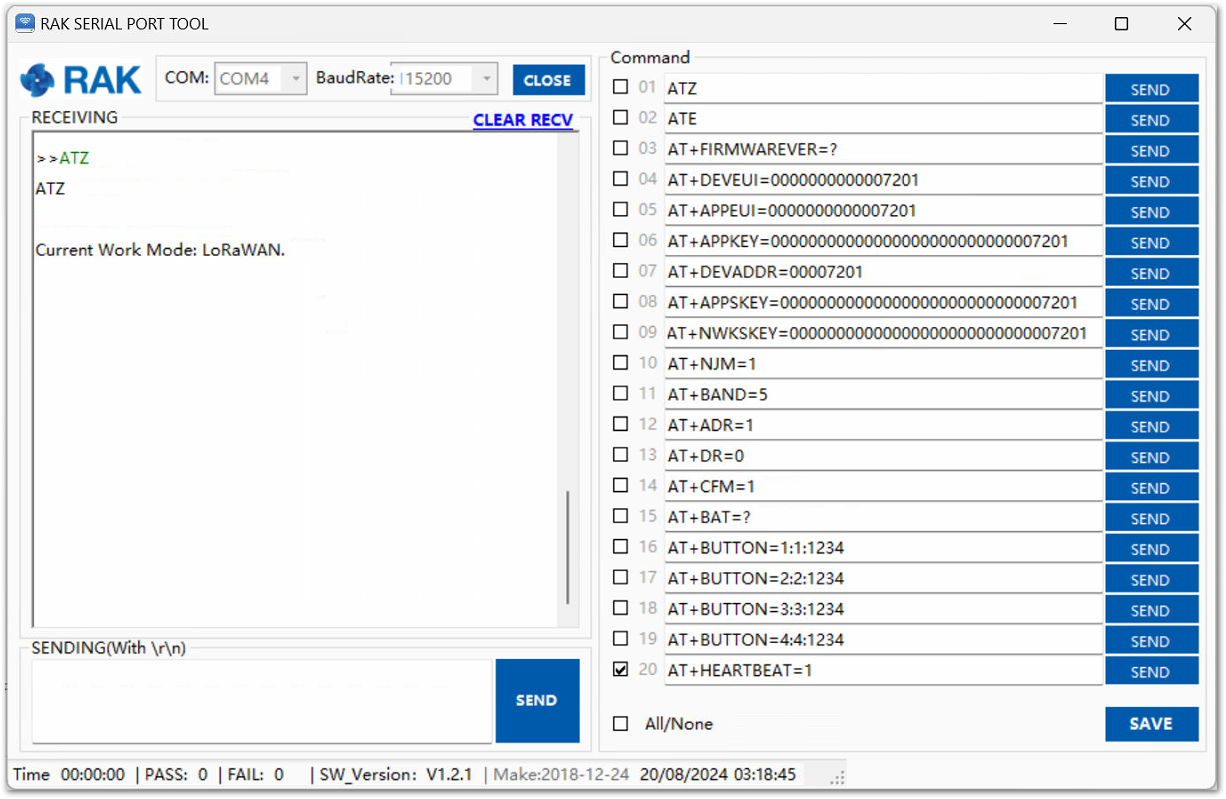 RAK SERIAL PORT TOOL
RAK
COM: COM4 BaudRate: 115200 CLOSE
RECEIVING
CLEAR RECV
>>ATZ
ATZ
Current Work Mode: LoRaWAN.
SENDING(With \r\n)
SEND
Command
01 ATZ SEND
02 ATE SEND
03 AT+FIRMWAREVER=? SEND
04 AT+DEVEUI=0000000000007201 SEND
05 AT+APPEUI=0000000000007201 SEND
06 AT+APPKEY=00000000000000000000000000007201 SEND
07 AT+DEVADDR=00007201 SEND
08 AT+APPSKEY=00000000000000000000000000007201 SEND
09 AT+NWKSKEY=00000000000000000000000000007201 SEND
10 AT+NJM=1 SEND
11 AT+BAND=5 SEND
12 AT+ADR=1 SEND
13 AT+DR=0 SEND
14 AT+CFM=1 SEND
15 AT+BAT=? SEND
16 AT+BUTTON=1:1:1234 SEND
17 AT+BUTTON=2:2:1234 SEND
18 AT+BUTTON=3:3:1234 SEND
19 AT+BUTTON=4:4:1234 SEND
20 AT+HEARTBEAT=1 SEND
All/None SAVE
Time 00:00:00 | PASS: 0 | FAIL: 0 | SW_Version: V1.2.1 | Make:2018-12-24 20/08/2024 03:18:45